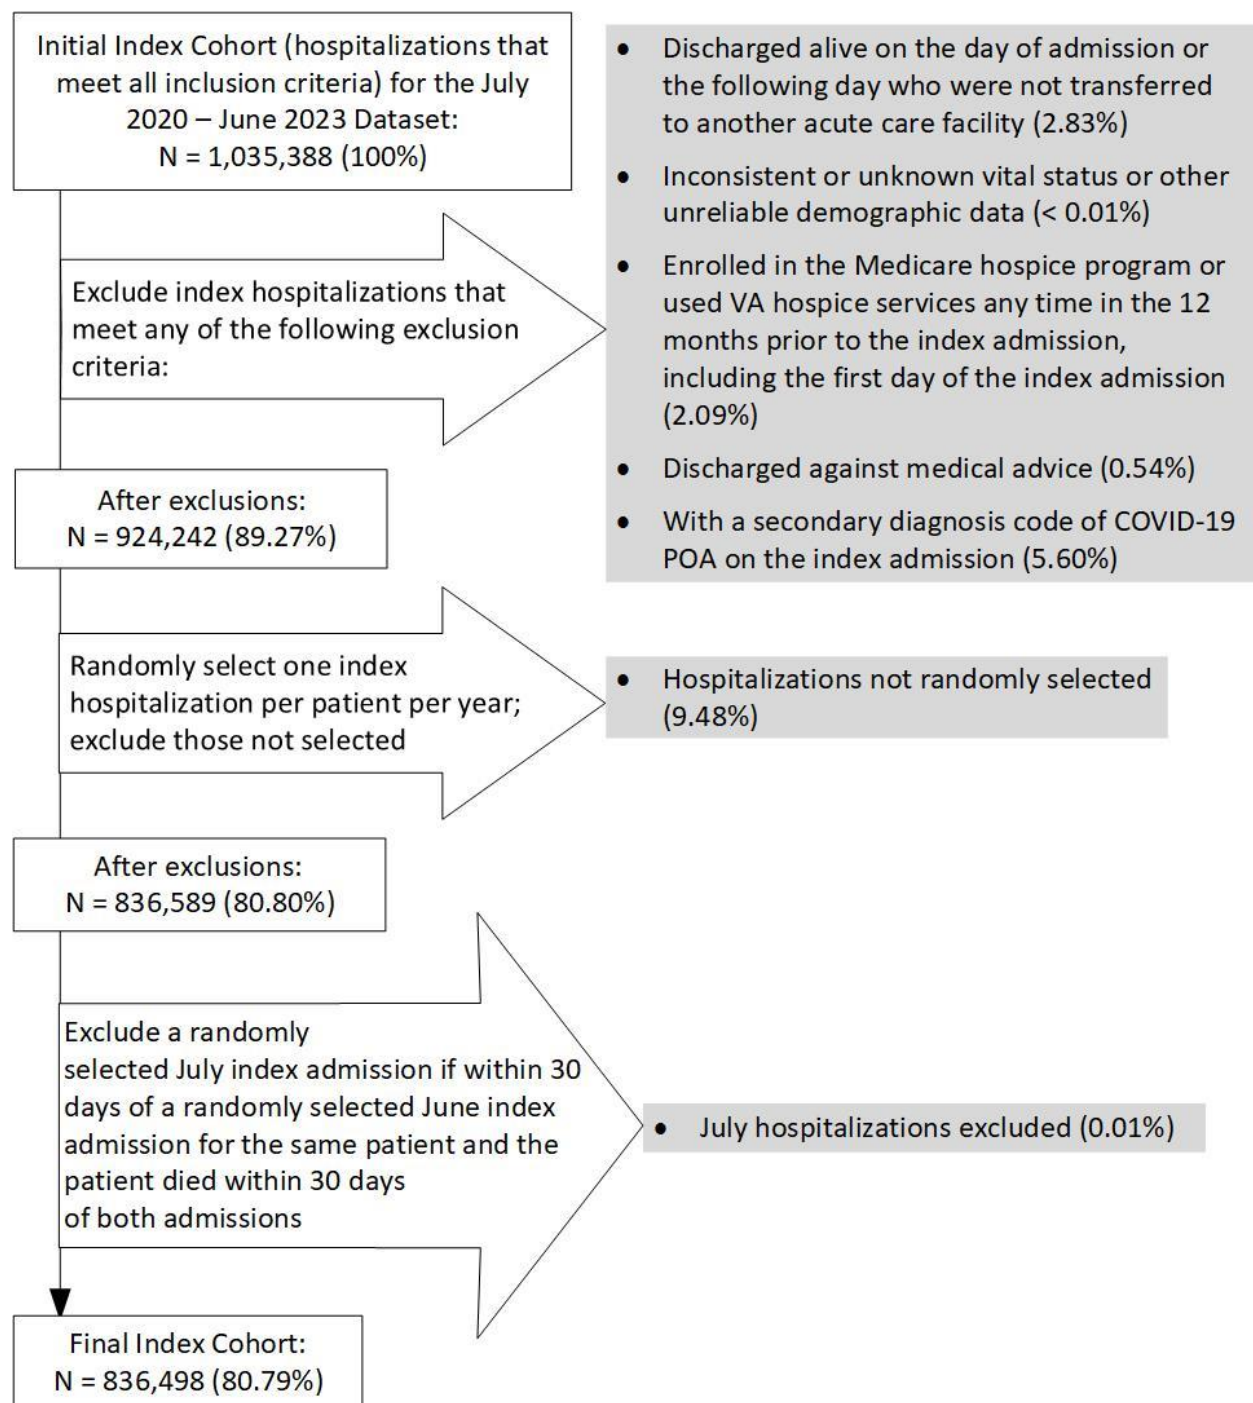 Initial Index Cohort (hospitalizations that
meet all inclusion criteria) for the July
2020 – June 2023 Dataset:
N = 1,035,388 (100%)
Exclude index hospitalizations that
meet any of the following exclusion
criteria:
• Discharged alive on the day of admission or
the following day who were not transferred
to another acute care facility (2.83%)
• Inconsistent or unknown vital status or other
unreliable demographic data (< 0.01%)
• Enrolled in the Medicare hospice program or
used VA hospice services any time in the 12
months prior to the index admission,
including the first day of the index admission
(2.09%)
• Discharged against medical advice (0.54%)
• With a secondary diagnosis code of COVID-19
POA on the index admission (5.60%)
After exclusions:
N = 924,242 (89.27%)
Randomly select one index
hospitalization per patient per year;
exclude those not selected
• Hospitalizations not randomly selected
(9.48%)
After exclusions:
N = 836,589 (80.80%)
Exclude a randomly
selected July index admission if within 30
days of a randomly selected June index
admission for the same patient and the
patient died within 30 days
of both admissions
• July hospitalizations excluded (0.01%)
Final Index Cohort:
N = 836,498 (80.79%)